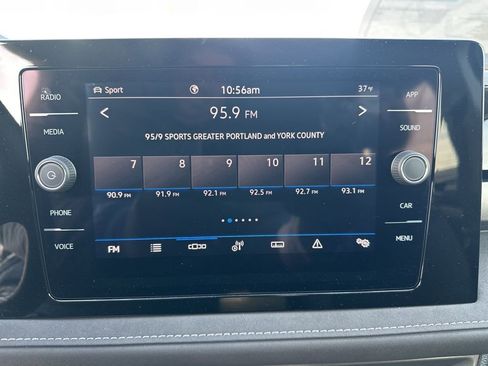 RADIO
MEDIA
PHONE
VOICE
Sport 10:56am 37°F
< 95.9 FM >
95/9 SPORTS GREATER PORTLAND and YORK COUNTY
7 8 9 10 11 12
90.9 FM 91.9 FM 92.1 FM 92.5 FM 92.7 FM 93.1 FM
FM
APP
SOUND
CAR
MENU